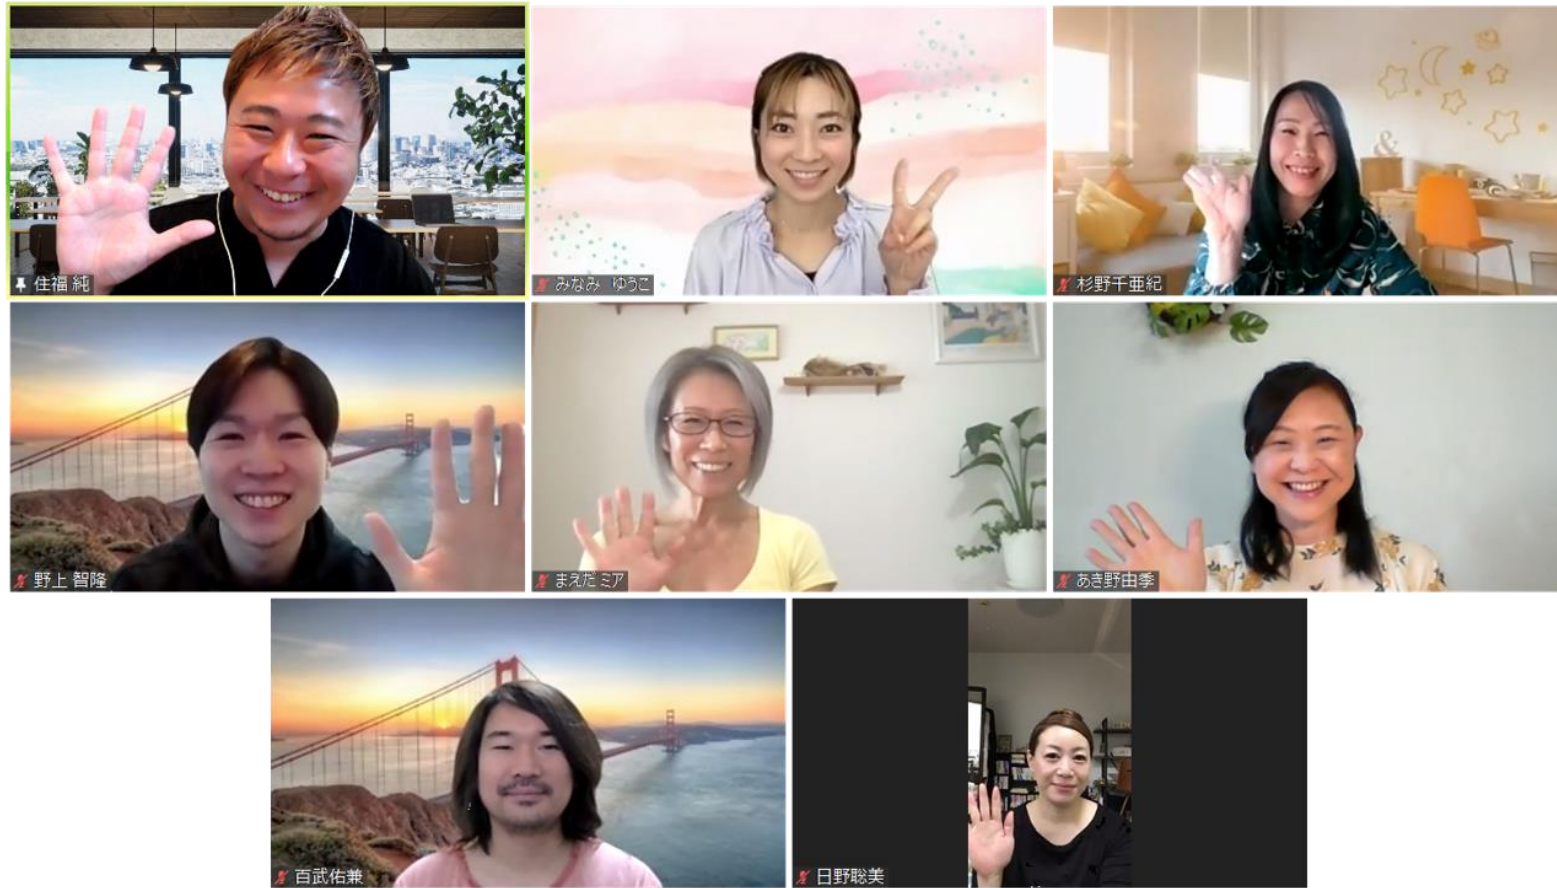 住福 純
みなみ ゆうこ
杉野千亜紀
野上 智隆
まえだ ミア
あき野由季
百武佑兼
日野聡美